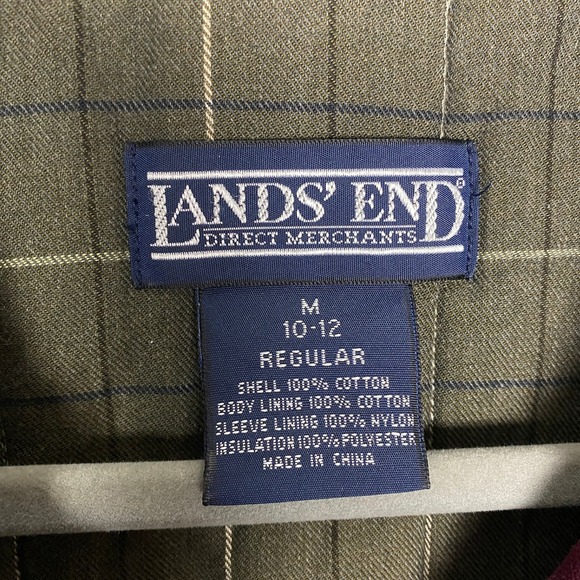 LANDS' END®
DIRECT MERCHANTS
M
10-12
REGULAR
SHELL 100% COTTON
BODY LINING 100% COTTON
SLEEVE LINING 100% NYLON
INSULATION 100% POLYESTER
MADE IN CHINA